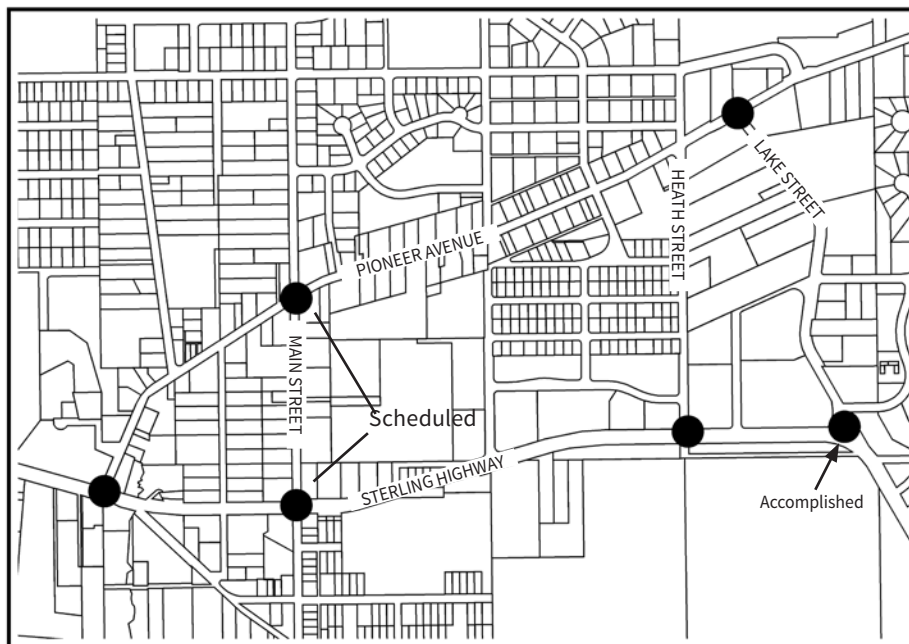 LAKE STREET
HEATH STREET
PIONEER AVENUE
MAIN STREET
Scheduled
STERLING HIGHWAY
Accomplished